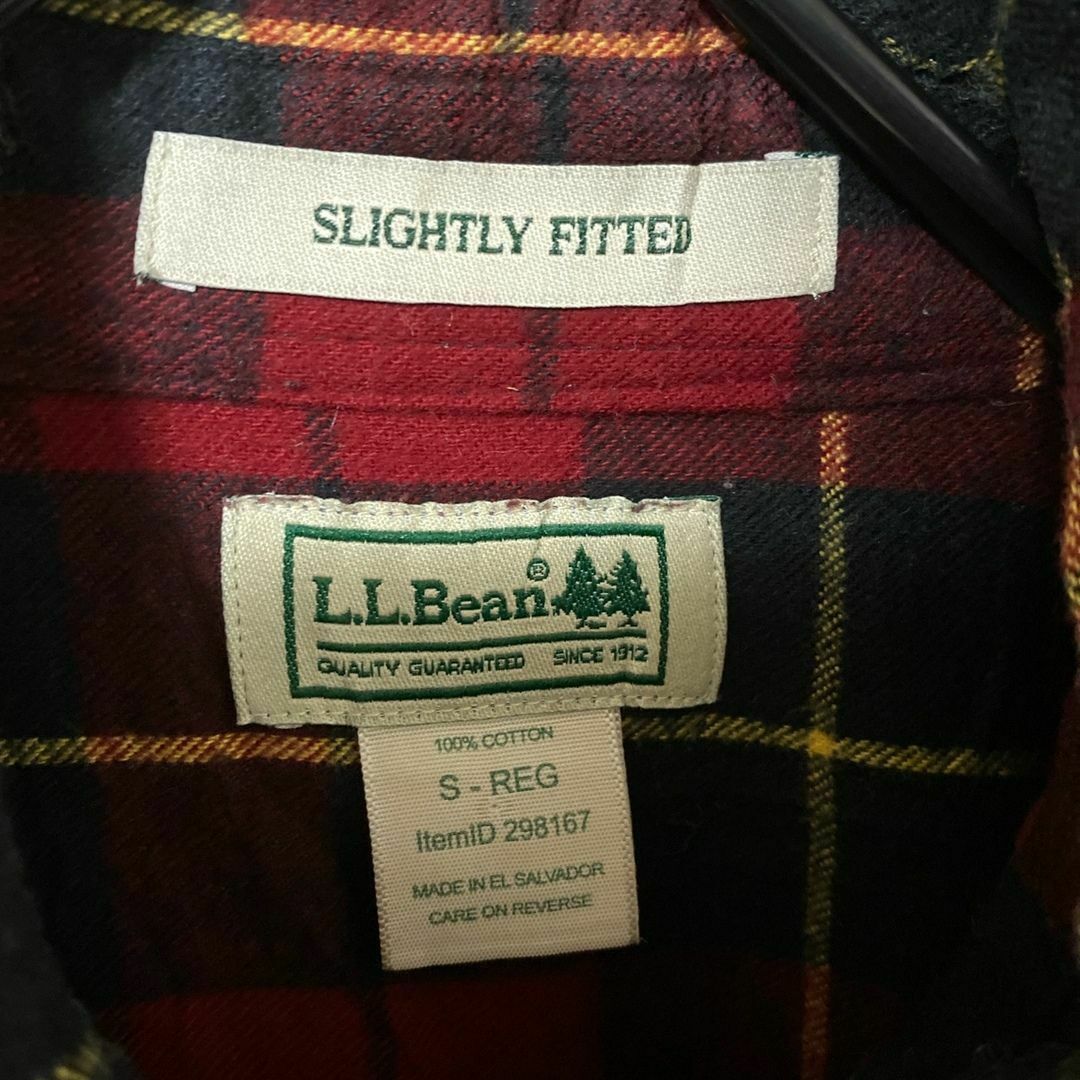 SLIGHTLY FITTED
L.L.Bean®
QUALITY GUARANTEED SINCE 1912
100% COTTON
S - REG
ItemID 298167
MADE IN EL SALVADOR
CARE ON REVERSE